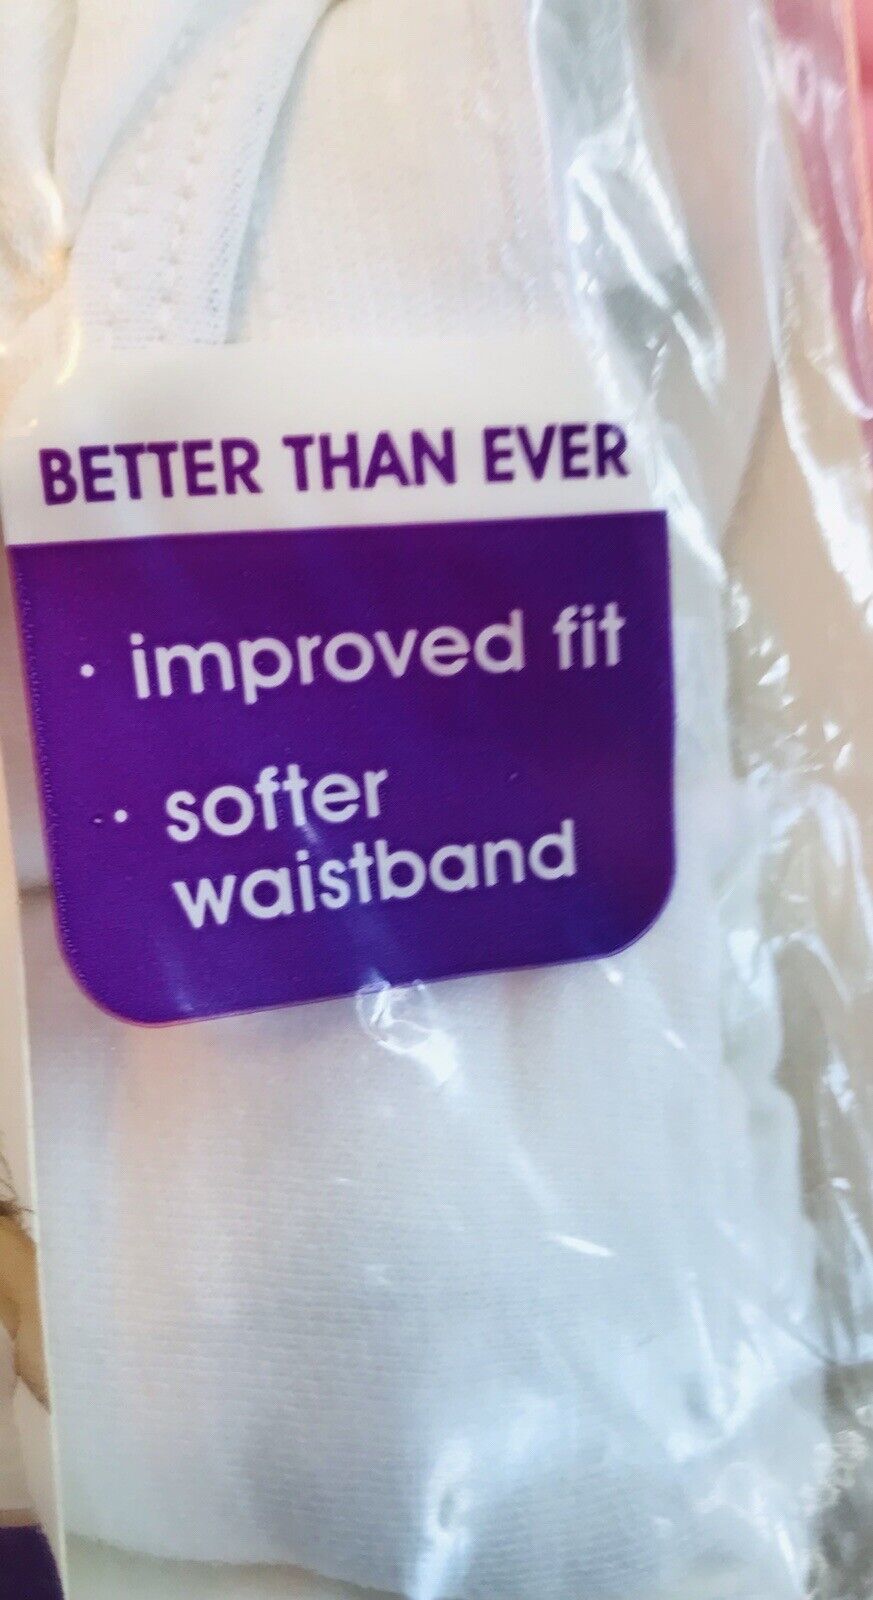 BETTER THAN EVER
· improved fit
· softer
waistband